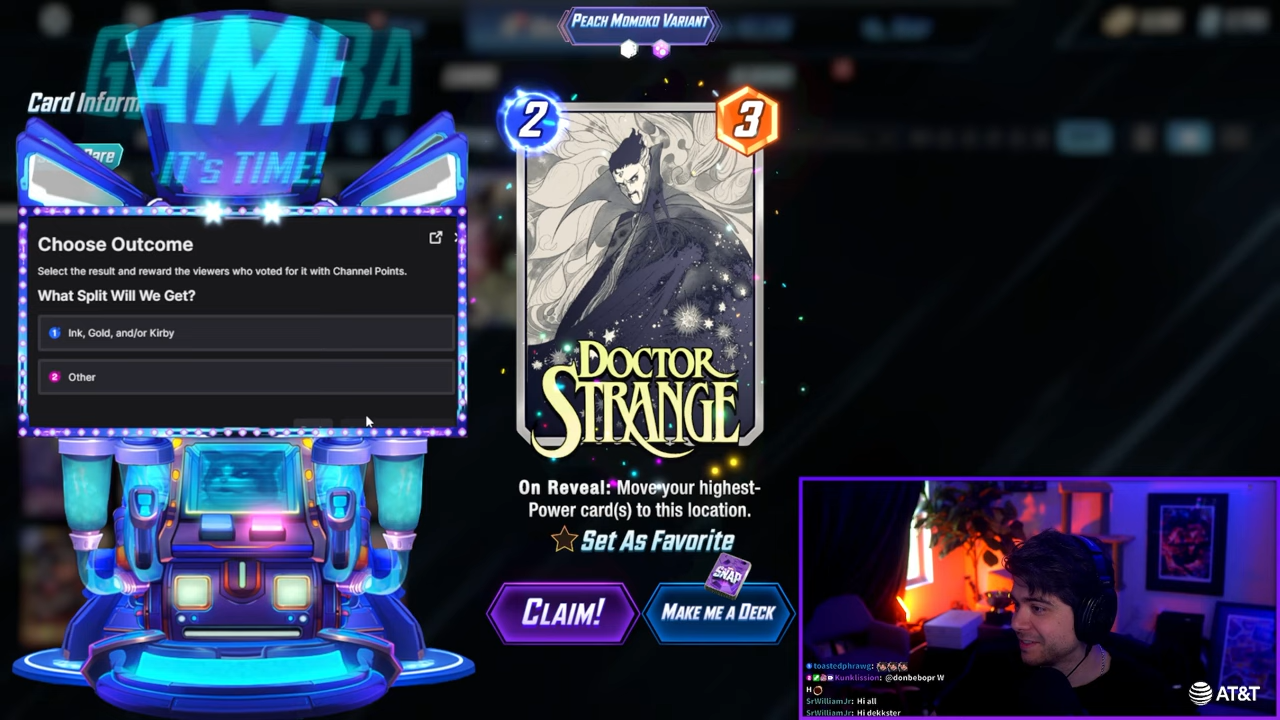 PEACH MOMOKO VARIANT
GAMBA
IT'S TIME!
Card Inform
2
3
Choose Outcome
Select the result and reward the viewers who voted for it with Channel Points.
What Split Will We Get?
1 Ink, Gold, and/or Kirby
2 Other
DOCTOR
STRANGE
On Reveal: Move your highest-
Power card(s) to this location.
SET AS FAVORITE
SNAP
CLAIM!
MAKE ME A DECK
toastedphrawg:
Kunklission: @donbebopr W
H
SrWilliamJr: Hi all
SrWilliamJr: Hi dekkster
AT&T